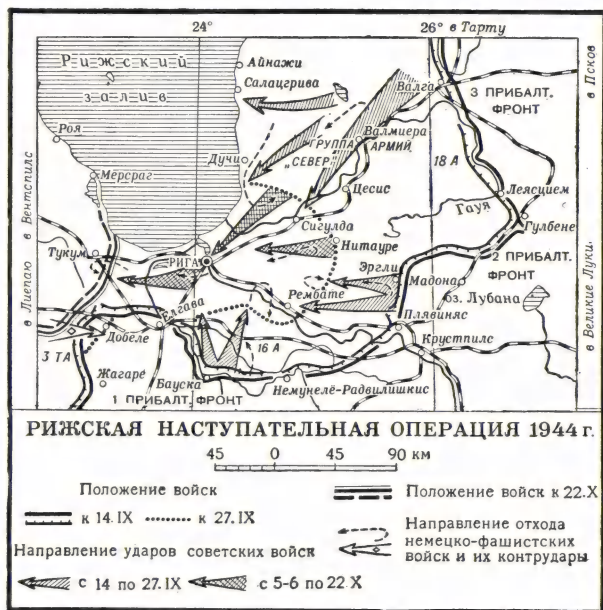 24° 26° в Тарту
Рижский
залив
Айнажи
Салацгрива
Валга
3 ПРИБАЛТ.
ФРОНТ
в Псков
Роя
Дучи
Валмиера
ГРУППА АРМИЙ
„СЕВЕР"
18 А
Мерсраг
Цесис
Леясцием
Гауя
Гулбене
в Вентспилс
Сигулда
Нитауре
2 ПРИБАЛТ.
ФРОНТ
Тукум
РИГА
Эргли
Мадона
оз. Лубана
в Лиепаю
Рембате
Плявиняс
Елгава
Добеле
16 А
Крустпилс
в Великие Луки
3 ТА
Жагаре
Бауска
Немунелё-Радвилишкис
1 ПРИБАЛТ. ФРОНТ
РИЖСКАЯ НАСТУПАТЕЛЬНАЯ ОПЕРАЦИЯ 1944 г.
45 0 45 90 км
Положение войск
к 14.IX к 27.IX
Положение войск к 22.X
Направление отхода
немецко-фашистских
войск и их контрудары
Направление ударов советских войск
с 14 по 27.IX с 5-6 по 22.X